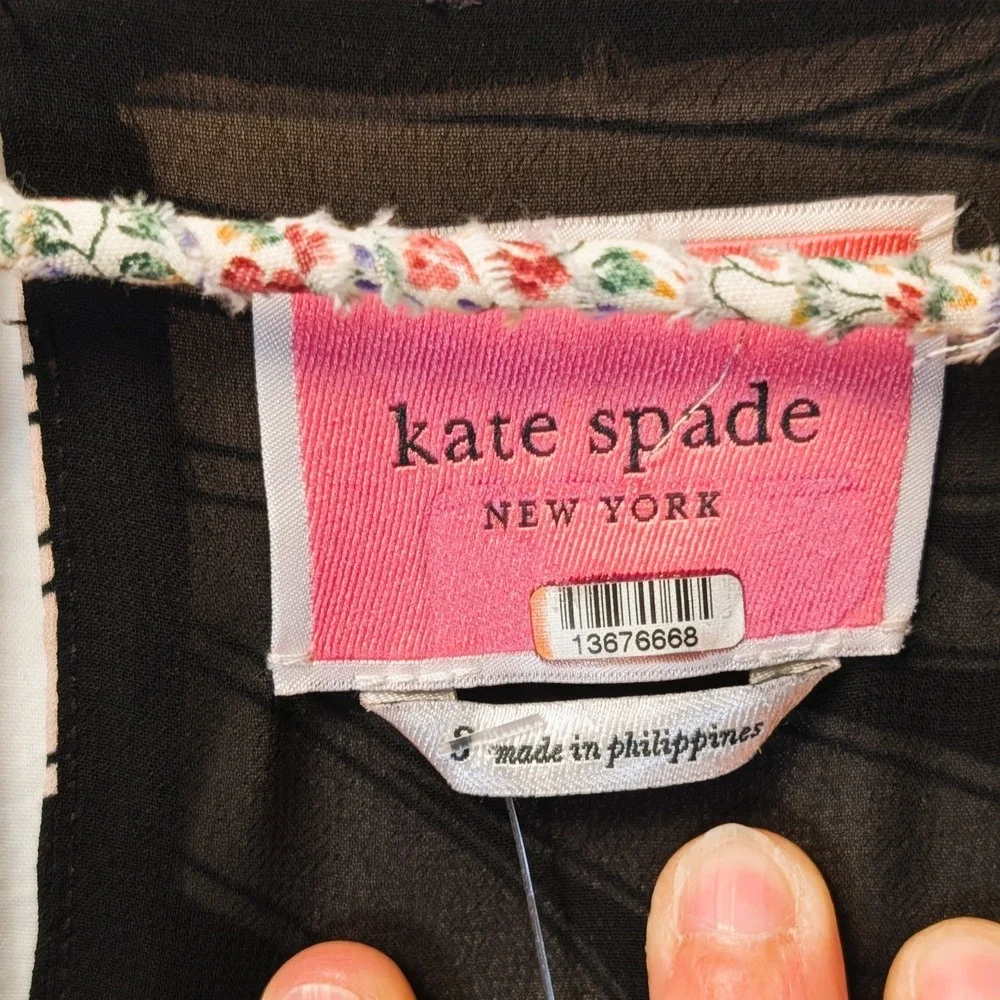 kate spade
NEW YORK
13676668
made in philippines